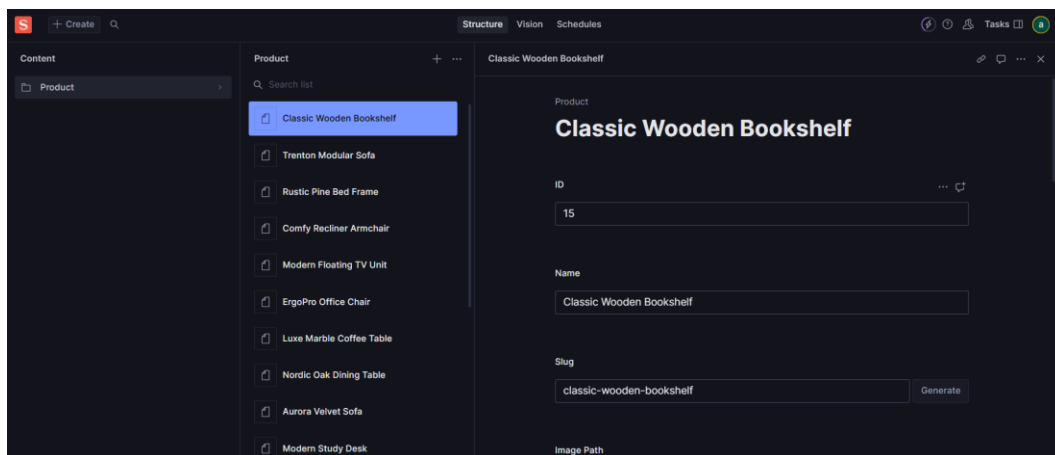 S + Create Structure Vision Schedules Tasks a
Content
Product
Product
Search list
Classic Wooden Bookshelf
Trenton Modular Sofa
Rustic Pine Bed Frame
Comfy Recliner Armchair
Modern Floating TV Unit
ErgoPro Office Chair
Luxe Marble Coffee Table
Nordic Oak Dining Table
Aurora Velvet Sofa
Modern Study Desk
Classic Wooden Bookshelf
Product
Classic Wooden Bookshelf
ID
15
Name
Classic Wooden Bookshelf
Slug
classic-wooden-bookshelf Generate
Image Path